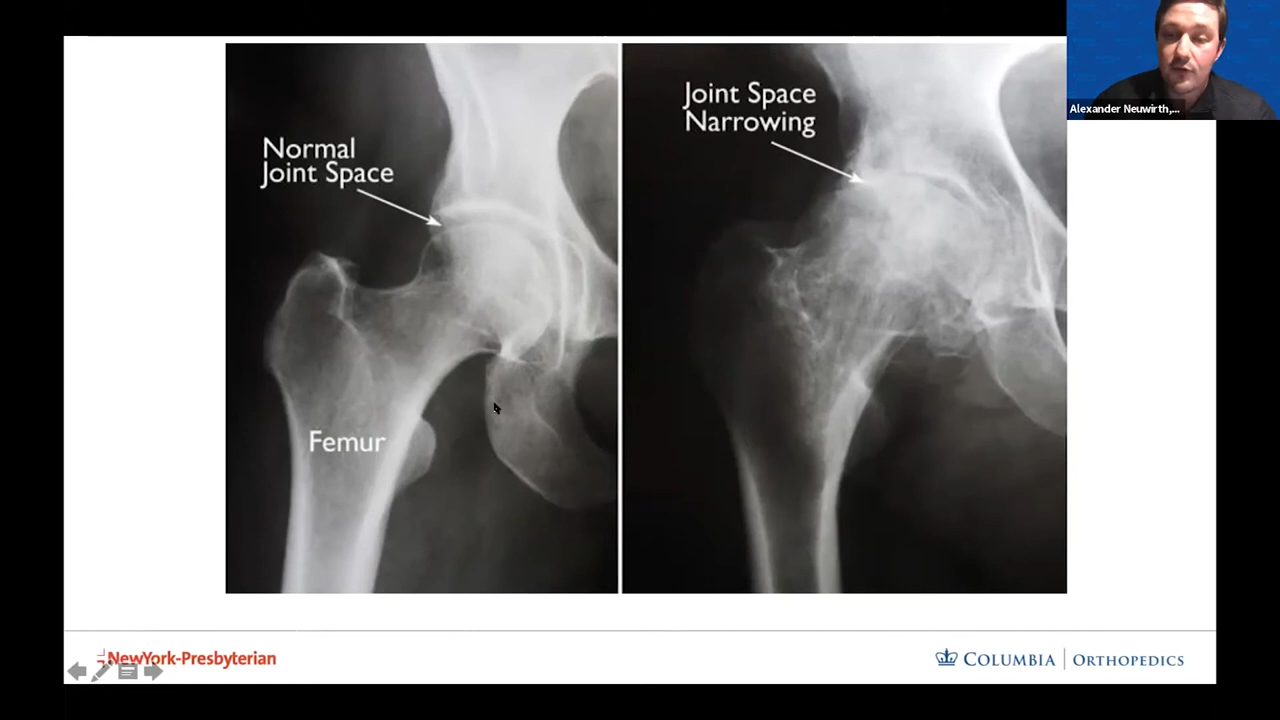 Normal
Joint Space
Joint Space
Narrowing
Femur
Alexander Neuwirth,...
NewYork-Presbyterian
COLUMBIA | ORTHOPEDICS